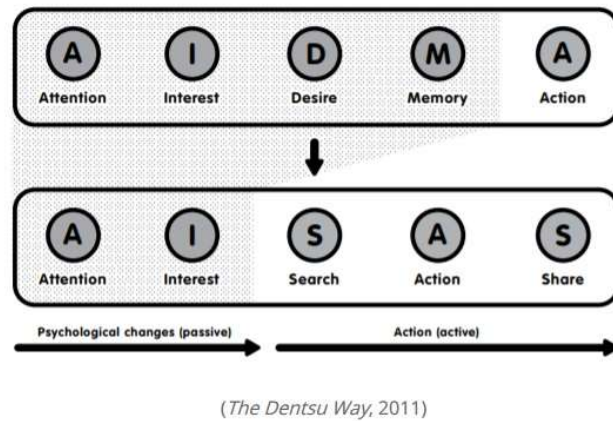 A I D M A
Attention Interest Desire Memory Action
A I S A S
Attention Interest Search Action Share
Psychological changes (passive) Action (active)
(The Dentsu Way, 2011)